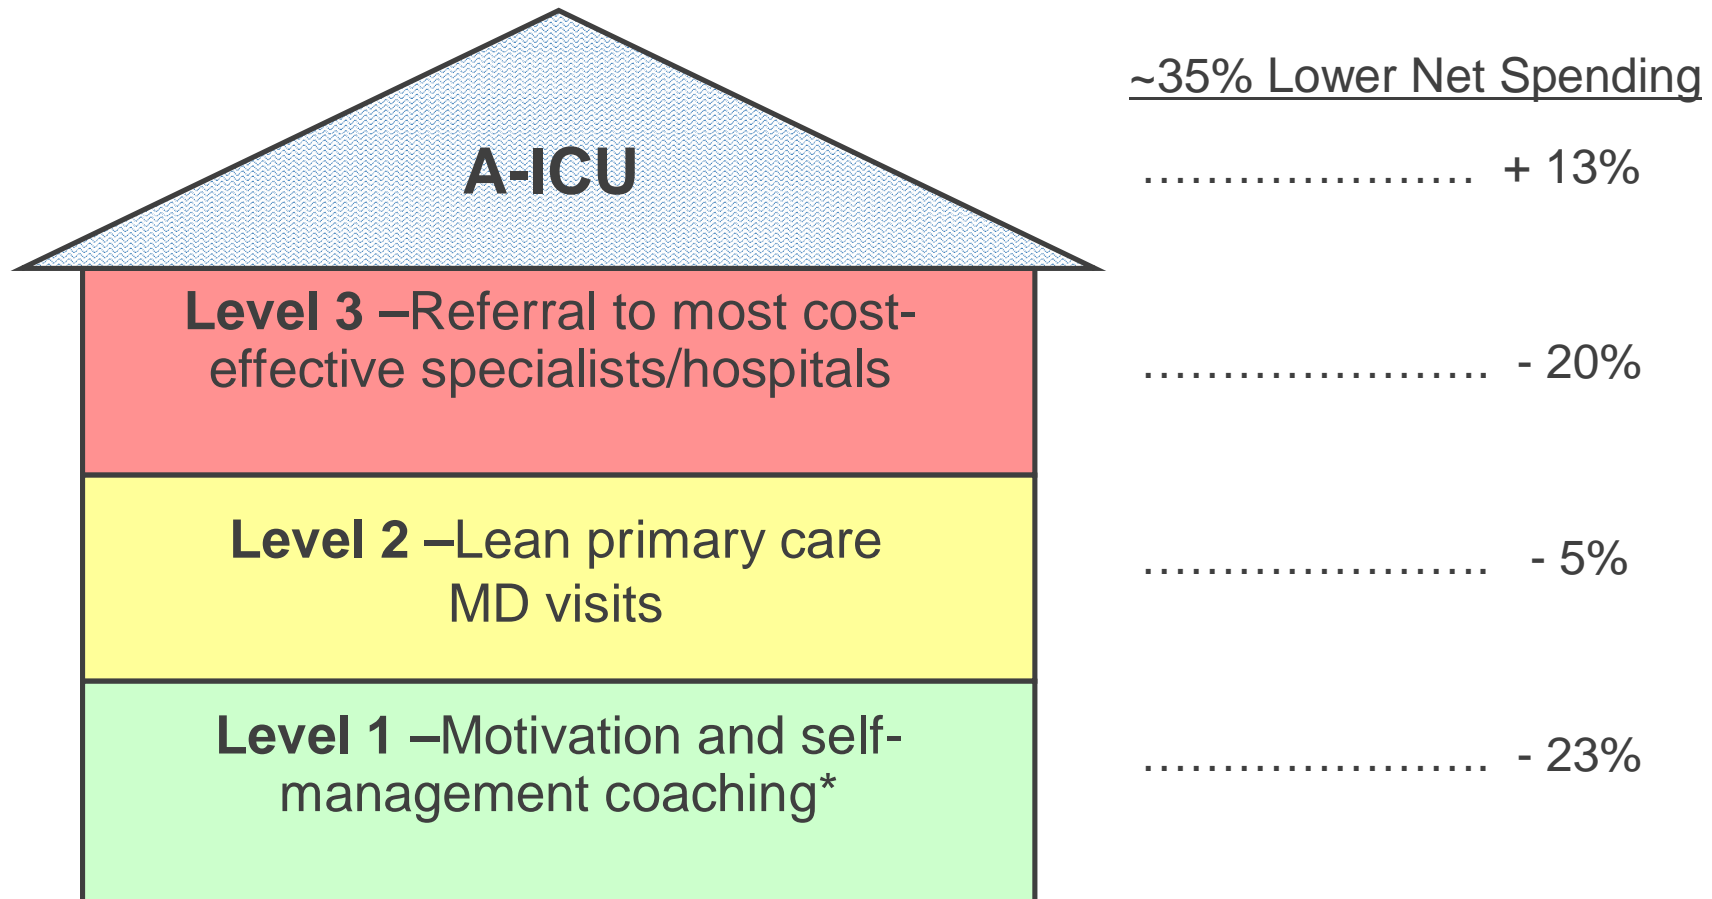 ~35% Lower Net Spending
A-ICU
………………… + 13%
Level 3 –Referral to most cost-
effective specialists/hospitals
…………………. - 20%
Level 2 –Lean primary care
MD visits
…………………. - 5%
Level 1 –Motivation and self-
management coaching*
…………………. - 23%